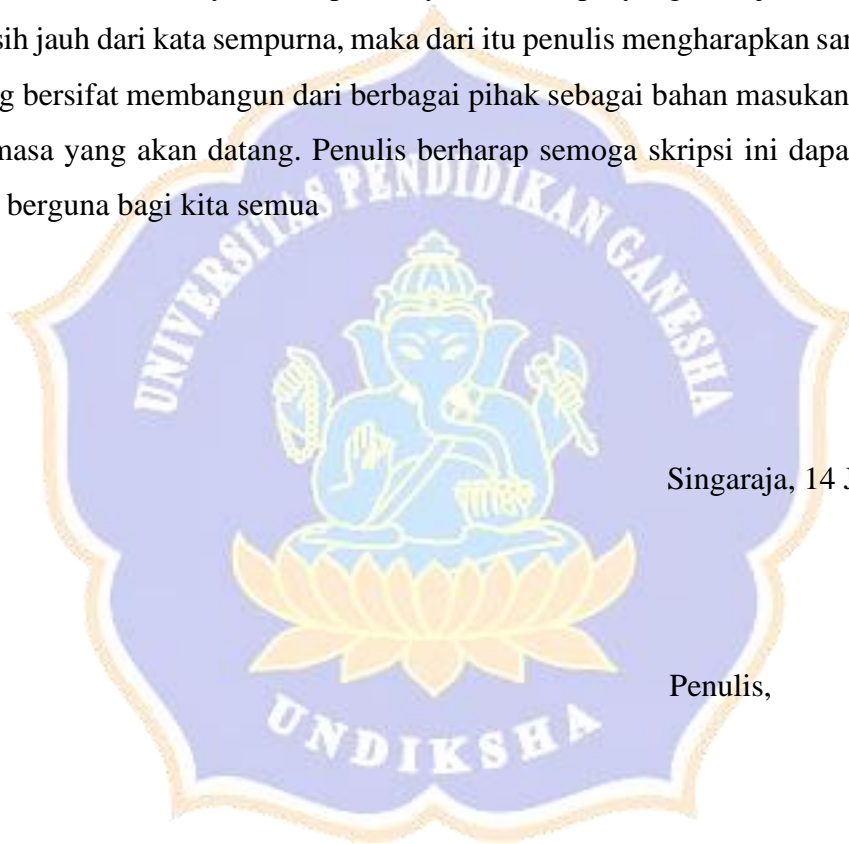 sih jauh dari kata sempurna, maka dari itu penulis mengharapkan
g bersifat membangun dari berbagai pihak sebagai bahan masukan
masa yang akan datang. Penulis berharap semoga skripsi ini
berguna bagi kita semua
UNIVERSITAS PENDIDIKAN GANESHA
Singaraja, 14 J
Penulis,
UNDIKSHA